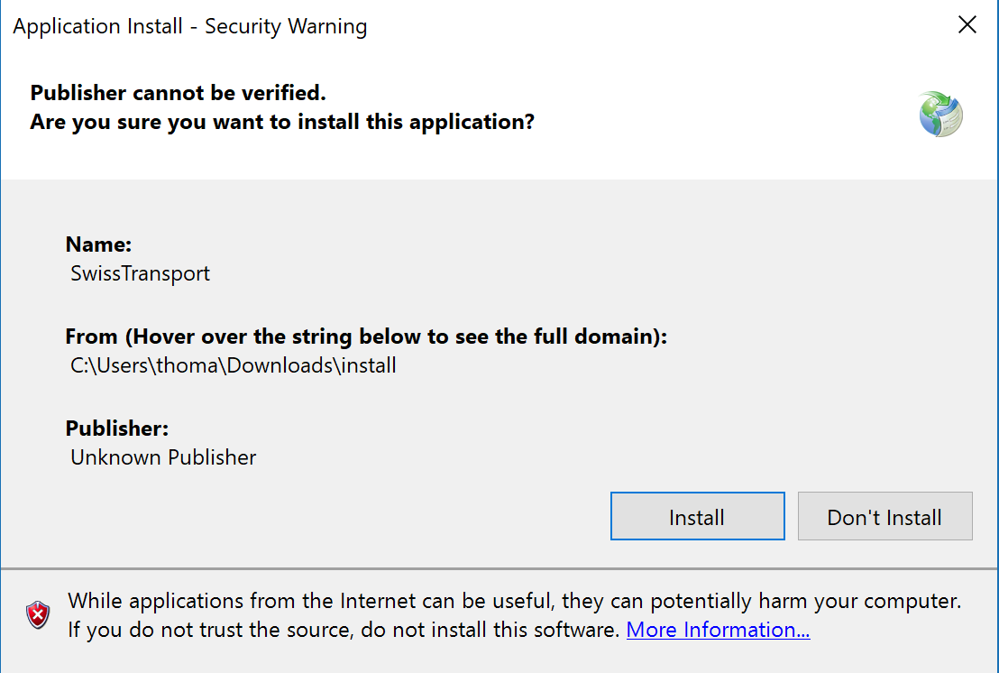 Application Install - Security Warning
Publisher cannot be verified.
Are you sure you want to install this application?
Name:
SwissTransport
From (Hover over the string below to see the full domain):
C:\Users\thoma\Downloads\install
Publisher:
Unknown Publisher
Install
Don't Install
While applications from the Internet can be useful, they can potentially harm your computer.
If you do not trust the source, do not install this software. More Information...